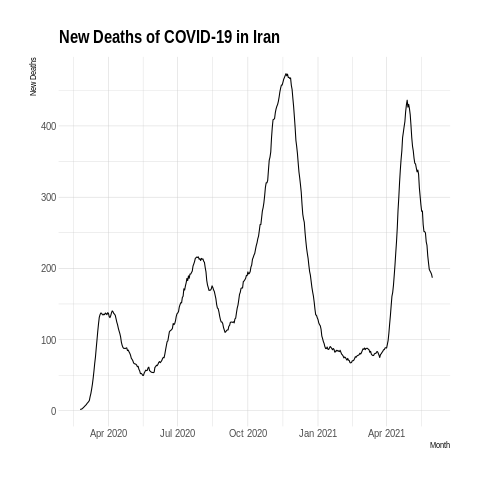 New Deaths of COVID-19 in Iran
New Deaths
400
300
200
100
0
Apr 2020 Jul 2020 Oct 2020 Jan 2021 Apr 2021
Month